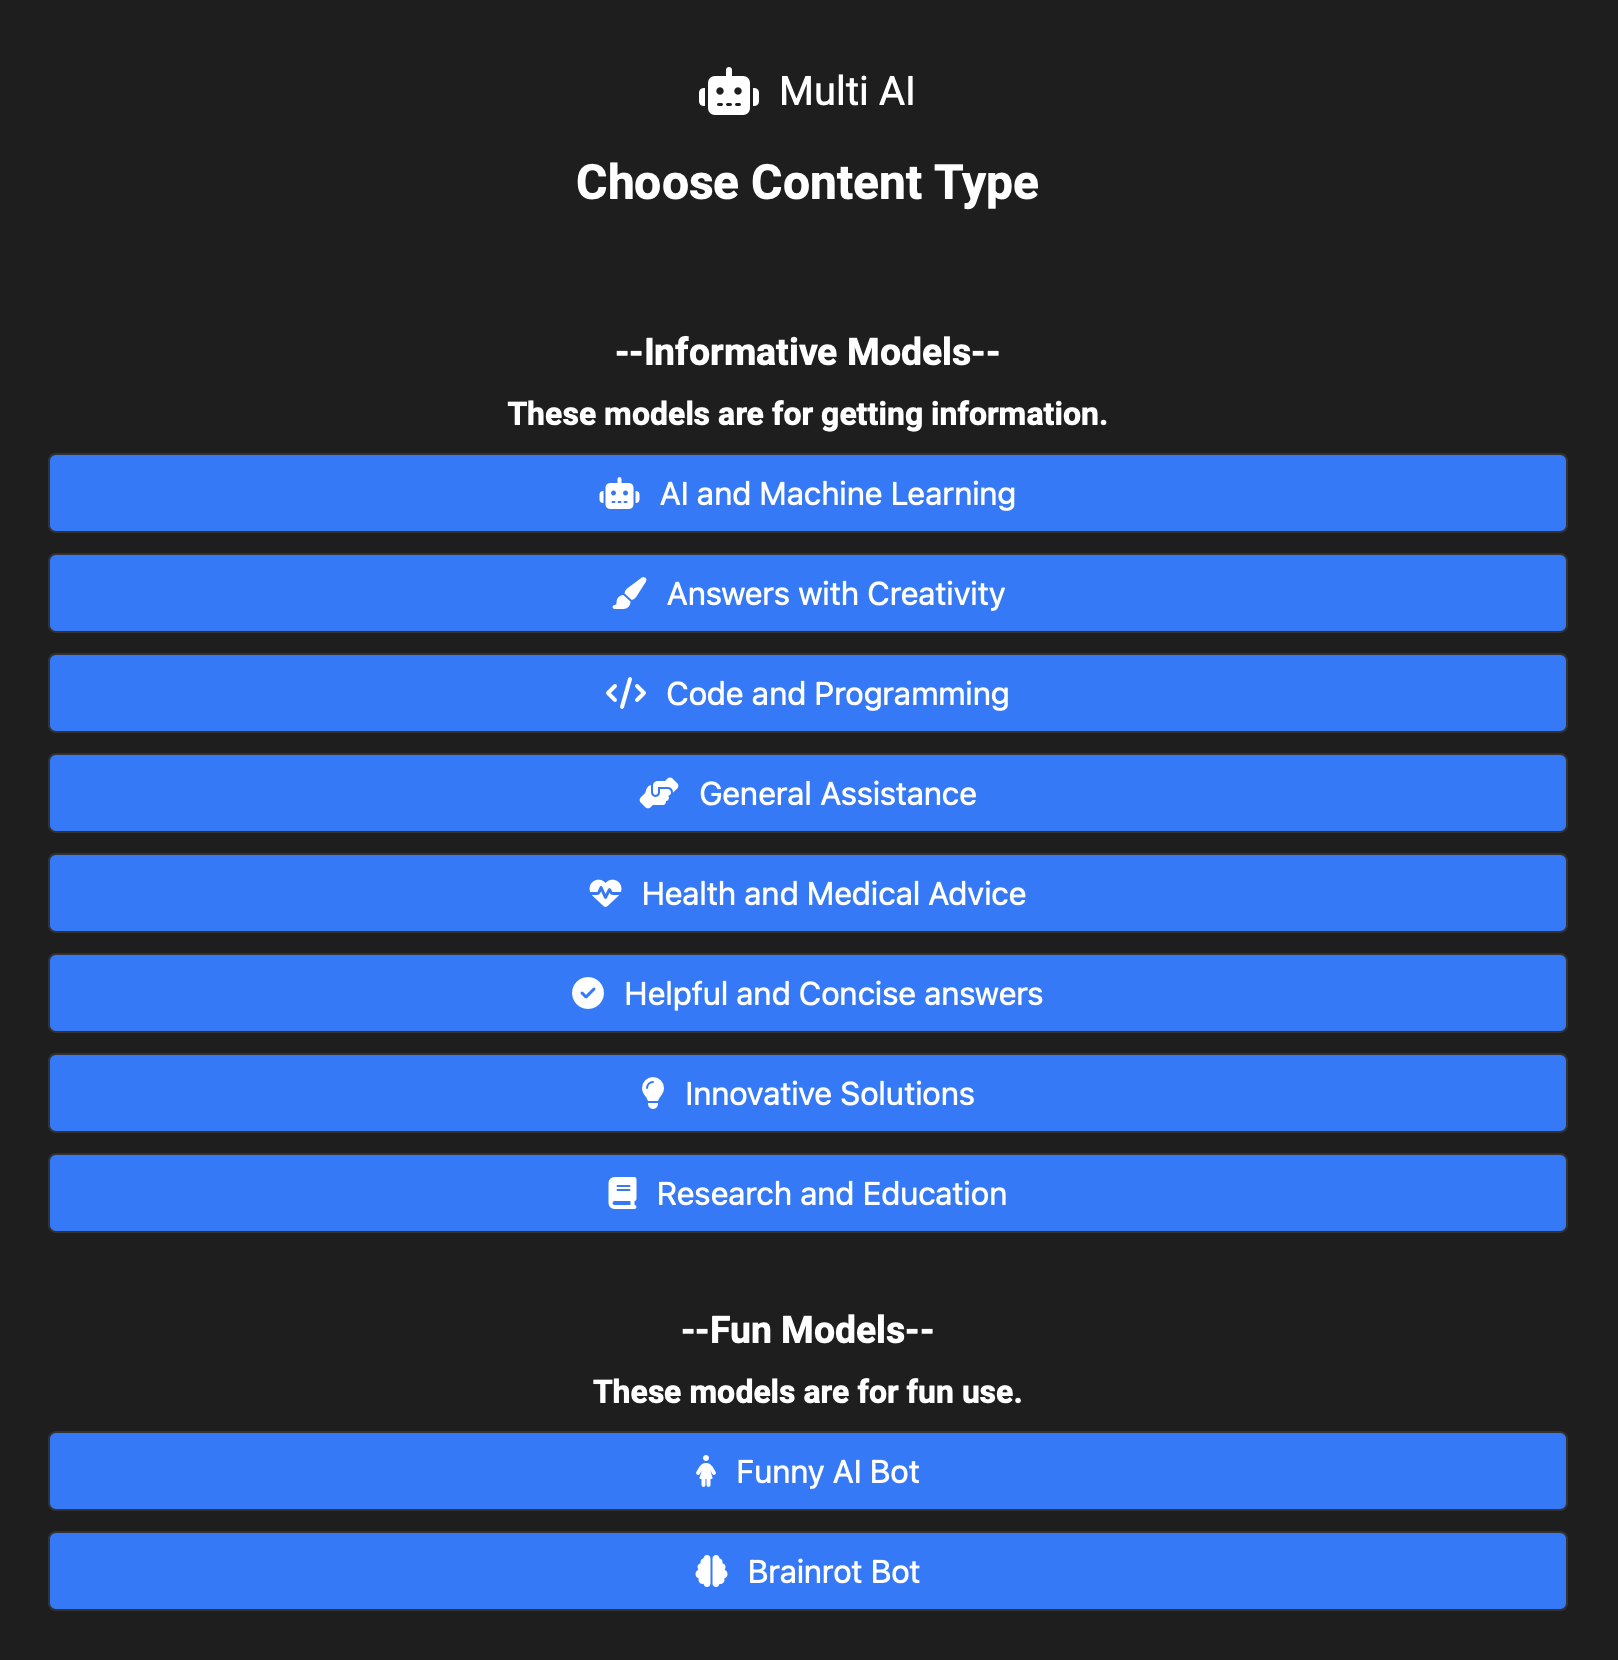 Multi AI
Choose Content Type
--Informative Models--
These models are for getting information.
AI and Machine Learning
Answers with Creativity
Code and Programming
General Assistance
Health and Medical Advice
Helpful and Concise answers
Innovative Solutions
Research and Education
--Fun Models--
These models are for fun use.
Funny AI Bot
Brainrot Bot